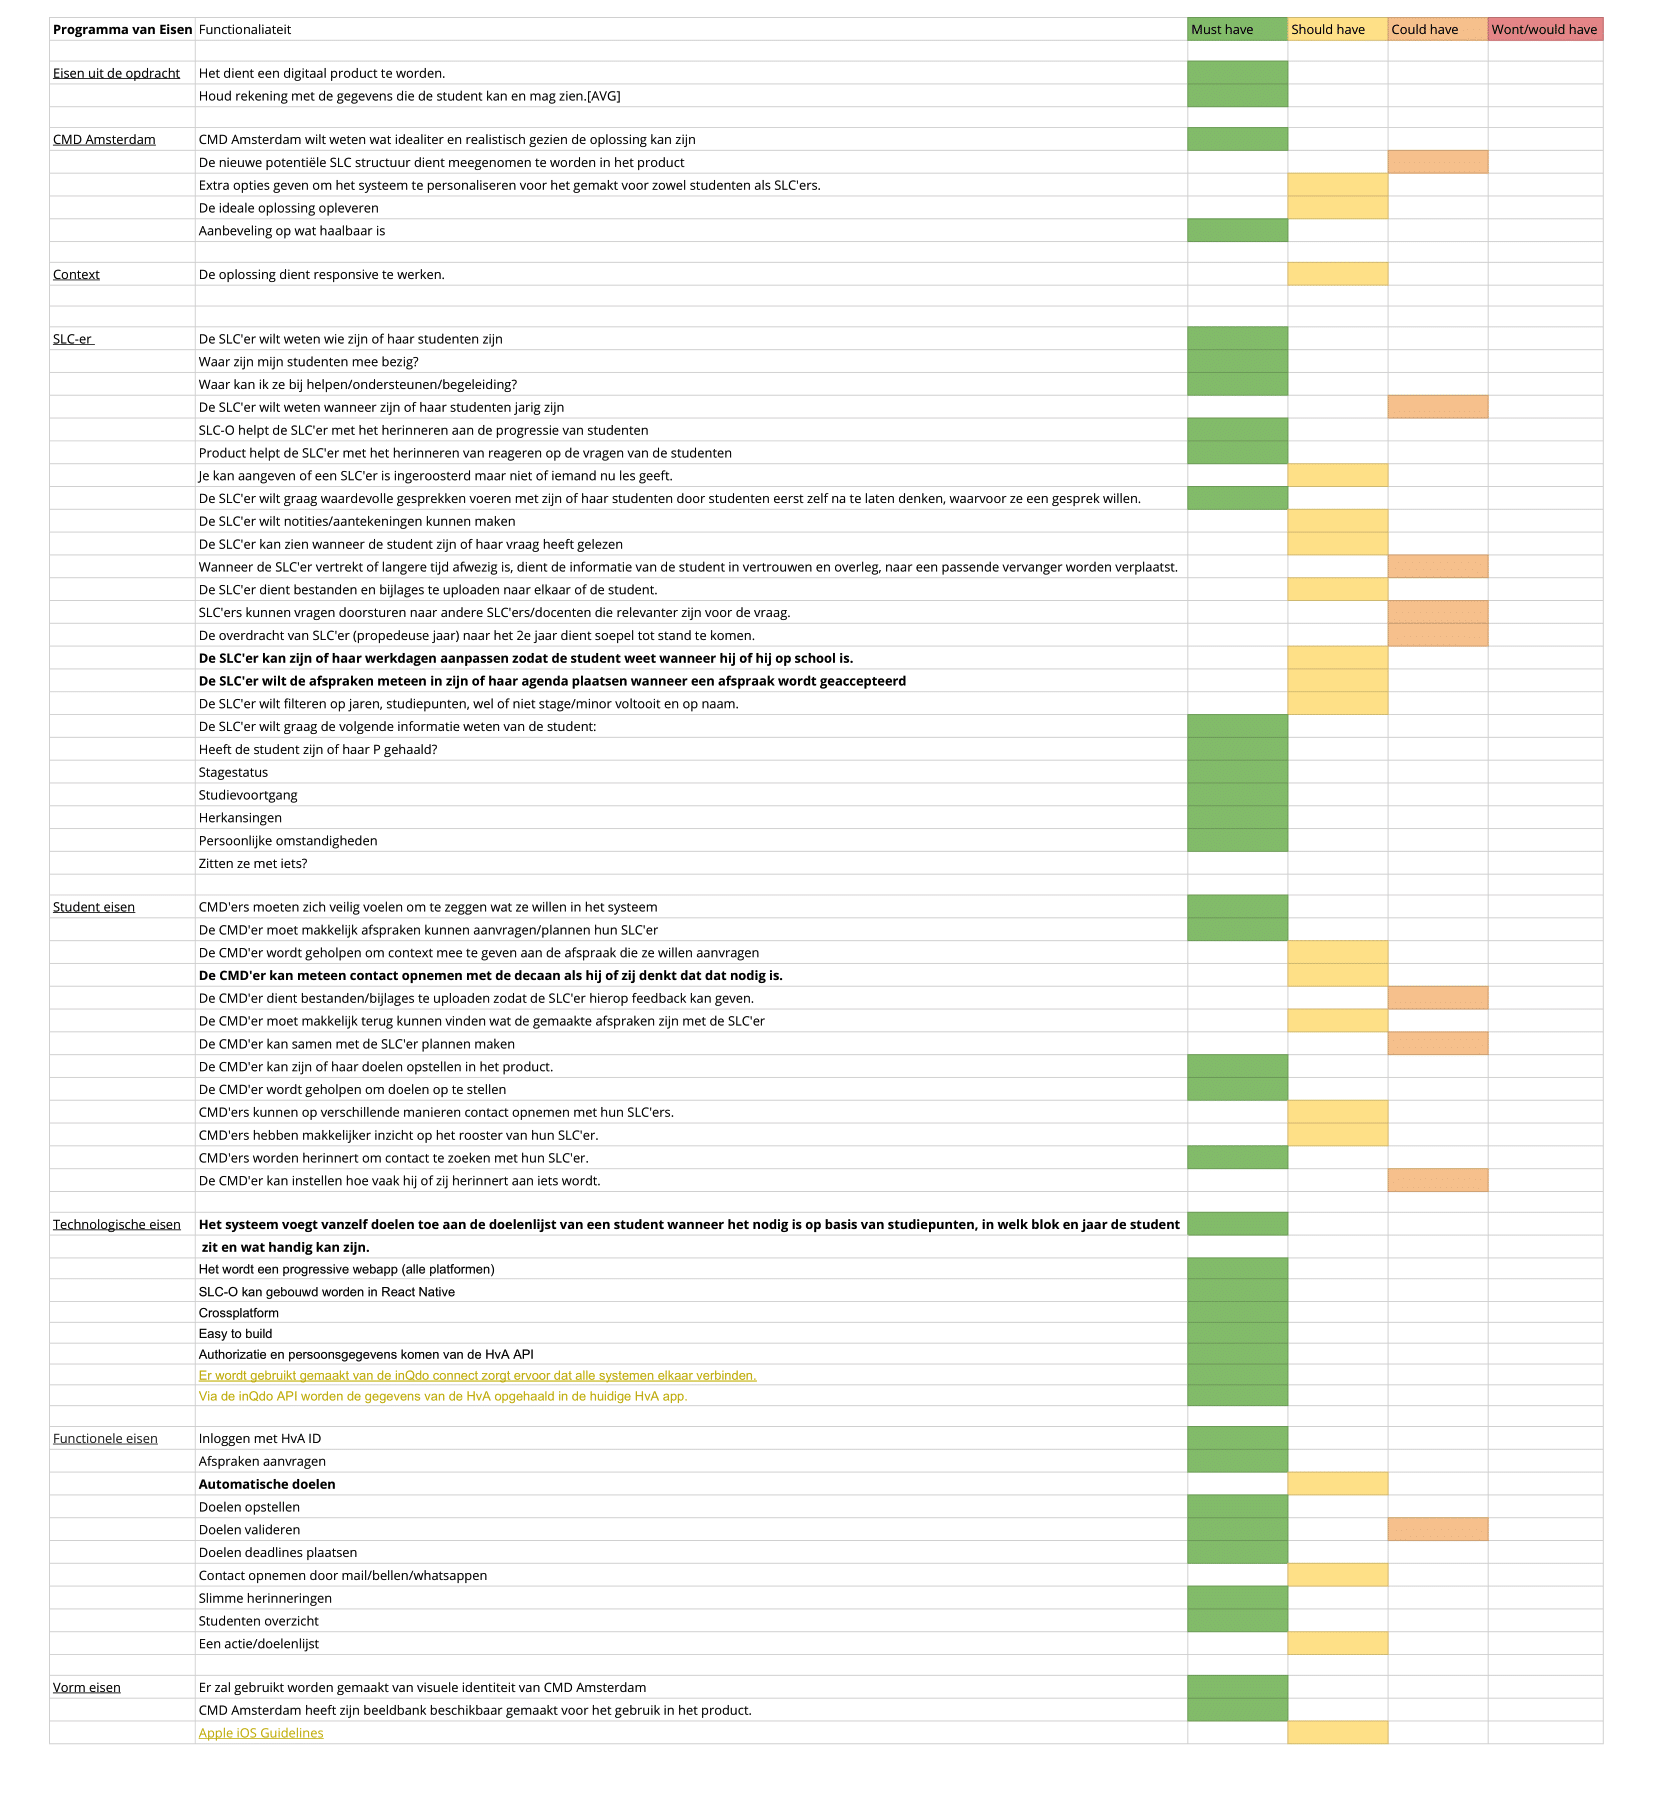 Programma van Eisen Functionaliateit Must have Should have Could have Wont/would have
Eisen uit de opdracht Het dient een digitaal product te worden.
Houd rekening met de gegevens die de student kan en mag zien.[AVG]
CMD Amsterdam CMD Amsterdam wilt weten wat idealiter en realistisch gezien de oplossing kan zijn
De nieuwe potentiële SLC structuur dient meegenomen te worden in het product
Extra opties geven om het systeem te personaliseren voor het gemakt voor zowel studenten als SLC'ers.
De ideale oplossing opleveren
Aanbeveling op wat haalbaar is
Context De oplossing dient responsive te werken.
SLC-er De SLC'er wilt weten wie zijn of haar studenten zijn
Waar zijn mijn studenten mee bezig?
Waar kan ik ze bij helpen/ondersteunen/begeleiding?
De SLC'er wilt weten wanneer zijn of haar studenten jarig zijn
SLC-O helpt de SLC'er met het herinneren aan de progressie van studenten
Product helpt de SLC'er met het herinneren van reageren op de vragen van de studenten
Je kan aangeven of een SLC'er is ingeroosterd maar niet of iemand nu les geeft.
De SLC'er wilt graag waardevolle gesprekken voeren met zijn of haar studenten door studenten eerst zelf na te laten denken, waarvoor ze een gesprek willen.
De SLC'er wilt notities/aantekeningen kunnen maken
De SLC'er kan zien wanneer de student zijn of haar vraag heeft gelezen
Wanneer de SLC'er vertrekt of langere tijd afwezig is, dient de informatie van de student in vertrouwen en overleg, naar een passende vervanger worden verplaatst.
De SLC'er dient bestanden en bijlages te uploaden naar elkaar of de student.
SLC'ers kunnen vragen doorsturen naar andere SLC'ers/docenten die relevanter zijn voor de vraag.
De overdracht van SLC'er (propedeuse jaar) naar het 2e jaar dient soepel tot stand te komen.
De SLC'er kan zijn of haar werkdagen aanpassen zodat de student weet wanneer hij of hij op school is.
De SLC'er wilt de afspraken meteen in zijn of haar agenda plaatsen wanneer een afspraak wordt geaccepteerd
De SLC'er wilt filteren op jaren, studiepunten, wel of niet stage/minor voltooit en op naam.
De SLC'er wilt graag de volgende informatie weten van de student:
Heeft de student zijn of haar P gehaald?
Stagestatus
Studievoortgang
Herkansingen
Persoonlijke omstandigheden
Zitten ze met iets?
Student eisen CMD'ers moeten zich veilig voelen om te zeggen wat ze willen in het systeem
De CMD'er moet makkelijk afspraken kunnen aanvragen/plannen hun SLC'er
De CMD'er wordt geholpen om context mee te geven aan de afspraak die ze willen aanvragen
De CMD'er kan meteen contact opnemen met de decaan als hij of zij denkt dat dat nodig is.
De CMD'er dient bestanden/bijlages te uploaden zodat de SLC'er hierop feedback kan geven.
De CMD'er moet makkelijk terug kunnen vinden wat de gemaakte afspraken zijn met de SLC'er
De CMD'er kan samen met de SLC'er plannen maken
De CMD'er kan zijn of haar doelen opstellen in het product.
De CMD'er wordt geholpen om doelen op te stellen
CMD'ers kunnen op verschillende manieren contact opnemen met hun SLC'ers.
CMD'ers hebben makkelijker inzicht op het rooster van hun SLC'er.
CMD'ers worden herinnert om contact te zoeken met hun SLC'er.
De CMD'er kan instellen hoe vaak hij of zij herinnert aan iets wordt.
Technologische eisen Het systeem voegt vanzelf doelen toe aan de doelenlijst van een student wanneer het nodig is op basis van studiepunten, in welk blok en jaar de student
zit en wat handig kan zijn.
Het wordt een progressive webapp (alle platformen)
SLC-O kan gebouwd worden in React Native
Crossplatform
Easy to build
Authorizatie en persoonsgegevens komen van de HvA API
Er wordt gebruikt gemaakt van de inQdo connect zorgt ervoor dat alle systemen elkaar verbinden.
Via de inQdo API worden de gegevens van de HvA opgehaald in de huidige HvA app.
Functionele eisen Inloggen met HvA ID
Afspraken aanvragen
Automatische doelen
Doelen opstellen
Doelen valideren
Doelen deadlines plaatsen
Contact opnemen door mail/bellen/whatsappen
Slimme herinneringen
Studenten overzicht
Een actie/doelenlijst
Vorm eisen Er zal gebruikt worden gemaakt van visuele identiteit van CMD Amsterdam
CMD Amsterdam heeft zijn beeldbank beschikbaar gemaakt voor het gebruik in het product.
Apple iOS Guidelines